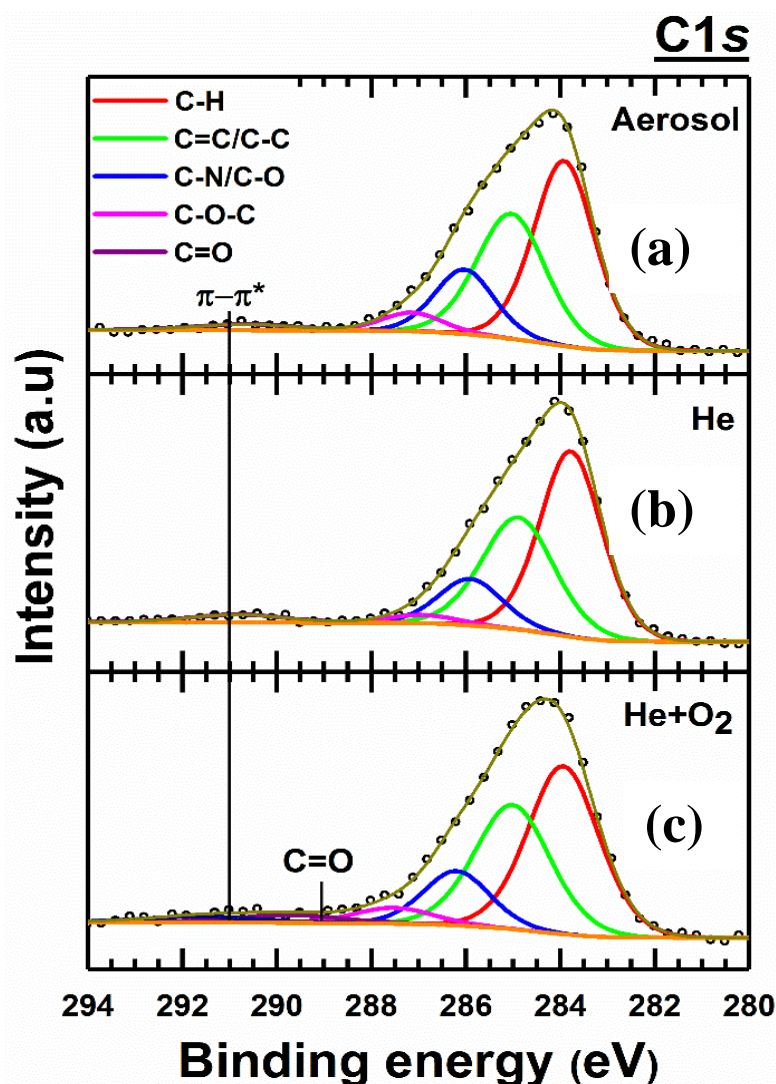 C1s
C-H
C=C/C-C
C-N/C-O
C-O-C
C=O
π−π*
Aerosol
(a)
He
(b)
He+O2
(c)
C=O
Intensity (a.u)
294 292 290 288 286 284 282 280
Binding energy (eV)